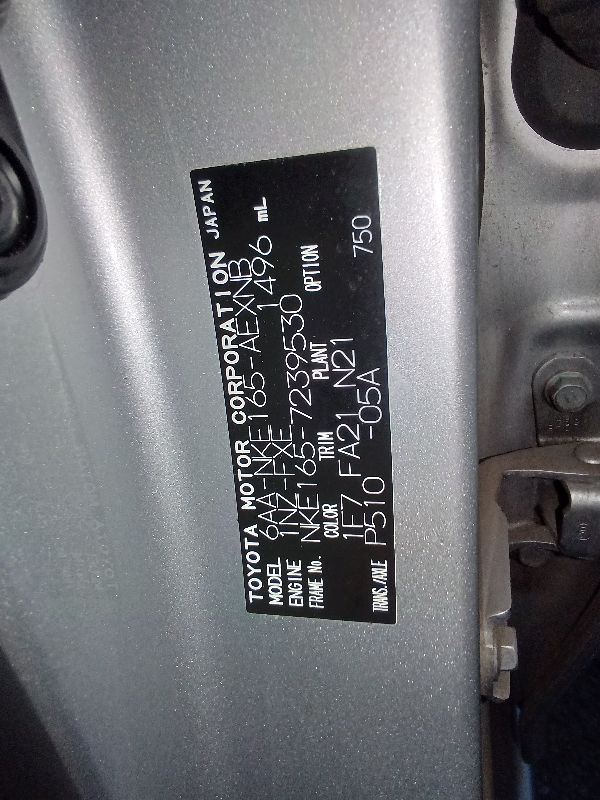 TOYOTA MOTOR CORPORATION JAPAN
MODEL 6AA-NKE165-AEXNB
ENGINE 1NZ-FXE 1496 mL
FRAME No. NKE165-7239530
COLOR TRIM PLANT OPTION
1F7 FA21 N21 750
TRANS./AXLE P510 -05A